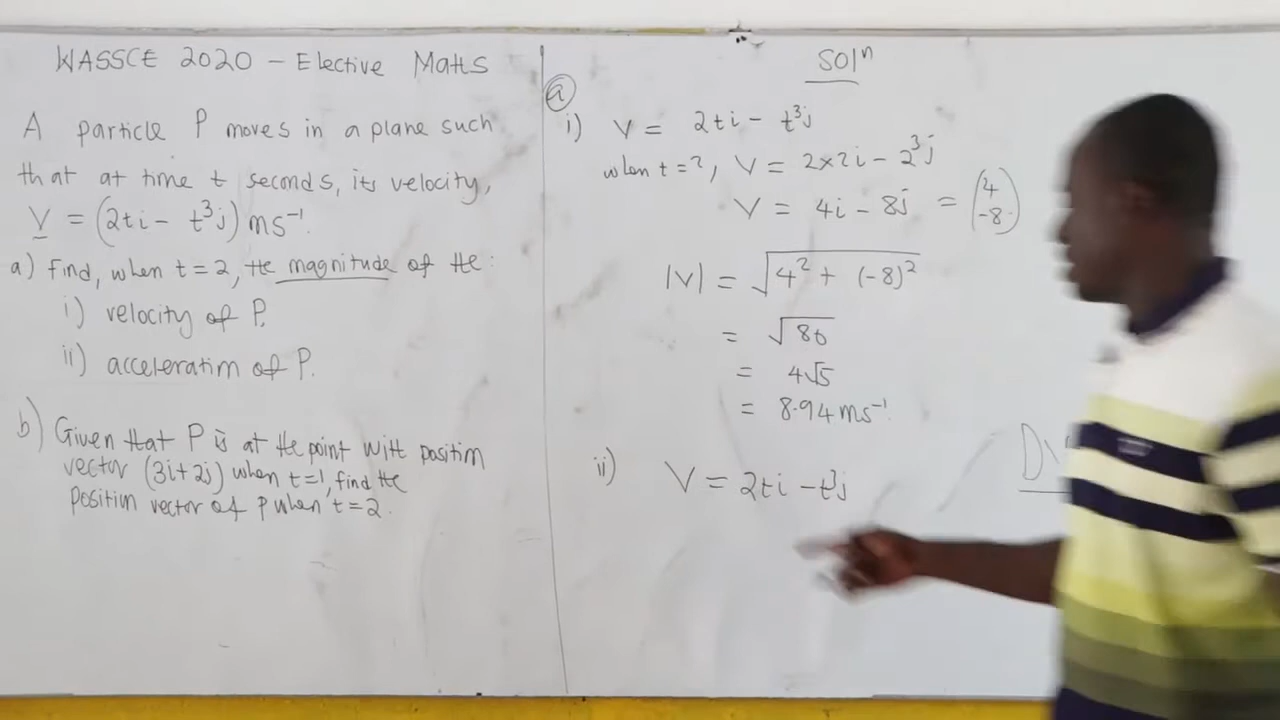 WASSCE 2020 - Elective Maths
A particle P moves in a plane such
that at time t seconds, its velocity,
V = (2ti - t³j) ms⁻¹.
a) Find, when t = 2, the magnitude of the:
i) velocity of P.
ii) acceleration of P.
b) Given that P is at the point with position
vector (3i+2j) when t=1, find the
position vector of P when t = 2.
Solⁿ
a
i) V = 2ti - t³j
when t = 2, V = 2×2i - 2³j
V = 4i - 8j = (4 -8)
|V| = √4² + (-8)²
= √80
= 4√5
= 8.94 ms⁻¹
ii) V = 2ti - t³j